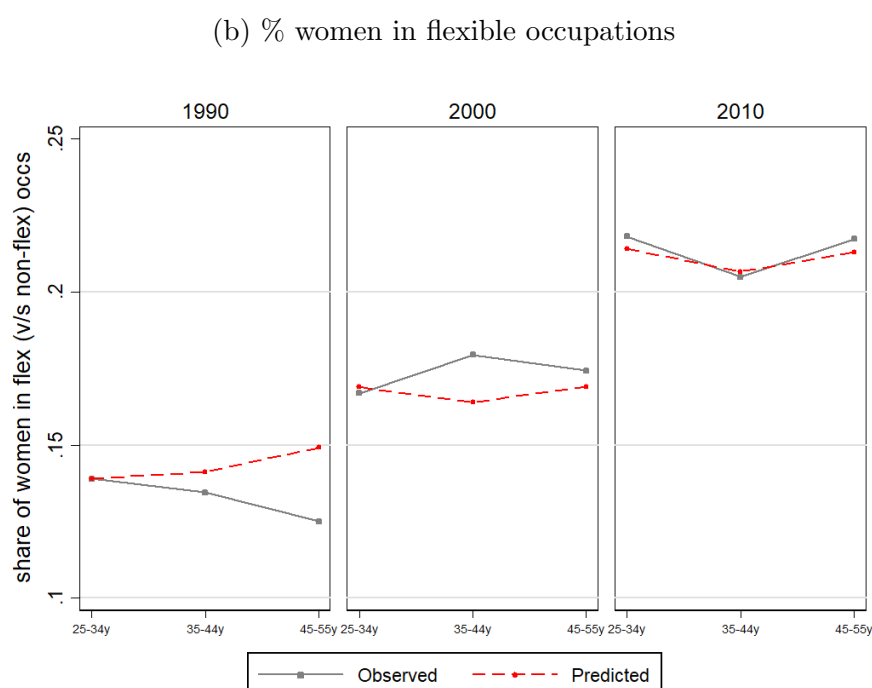 (b) % women in flexible occupations
1990 2000 2010
share of women in flex (v/s non-flex) occs
.25
.2
.15
.1
25-34y 35-44y 45-55y 25-34y 35-44y 45-55y 25-34y 35-44y 45-55y
Observed Predicted